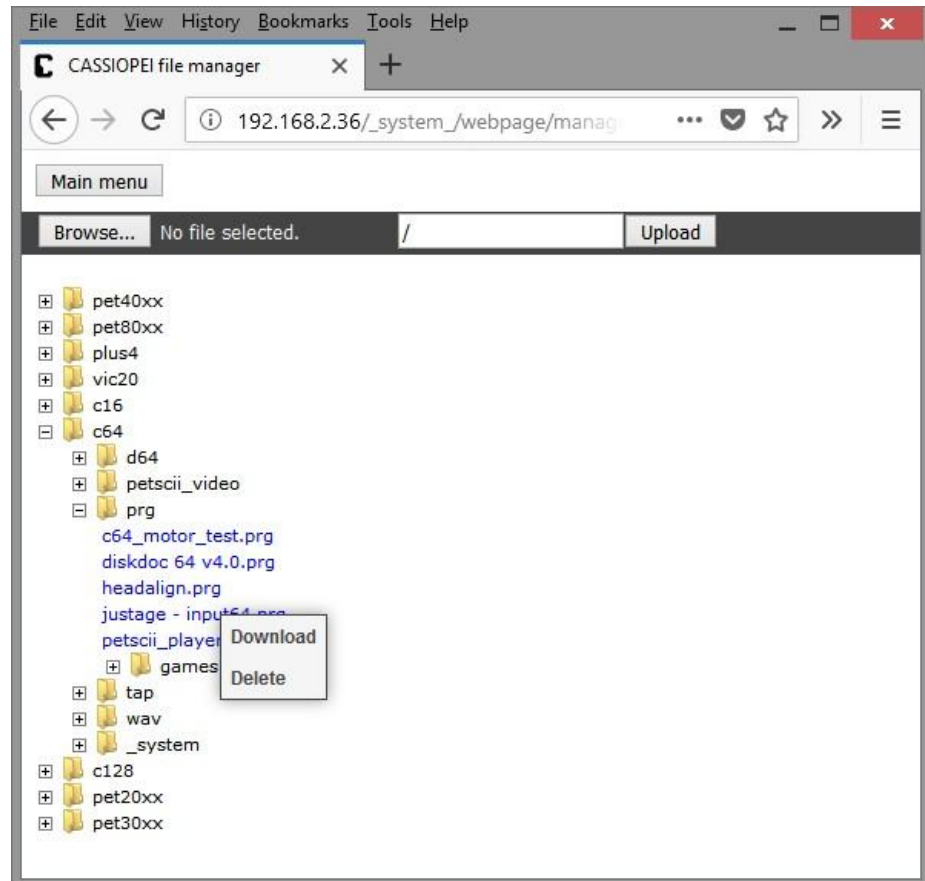 File Edit View History Bookmarks Tools Help
CASSIOPEI file manager
192.168.2.36/_system_/webpage/manag
Main menu
Browse... No file selected. / Upload
pet40xx
pet80xx
plus4
vic20
c16
c64
d64
petscii_video
prg
c64_motor_test.prg
diskdoc 64 v4.0.prg
headalign.prg
justage - input64.prg
petscii_player
Download
games
Delete
tap
wav
_system
c128
pet20xx
pet30xx